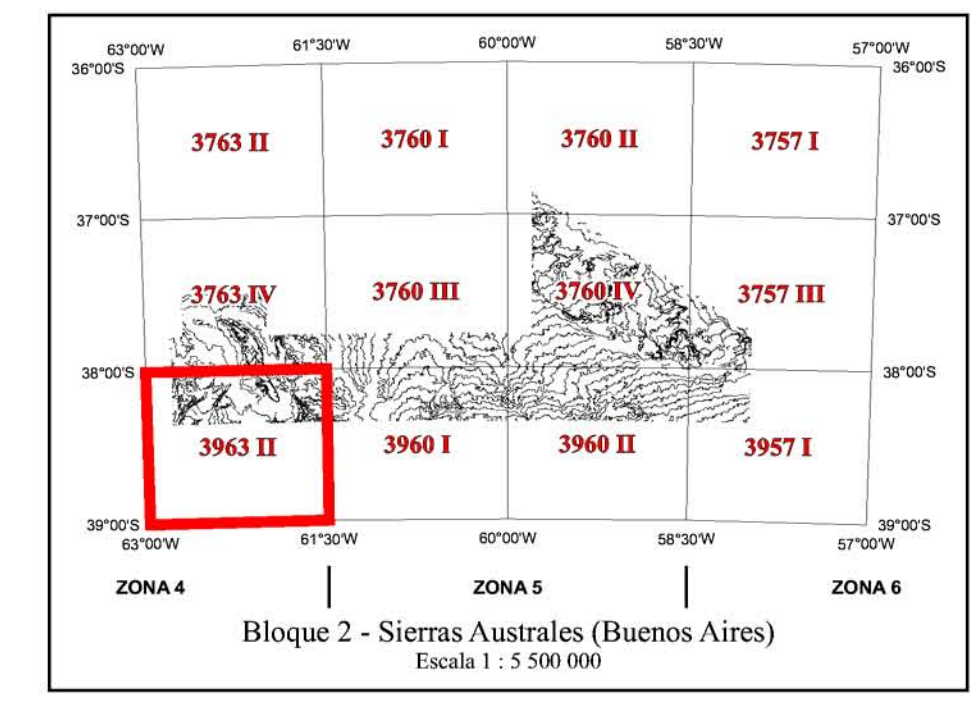 63°00'W 61°30'W 60°00'W 58°30'W 57°00'W
36°00'S 36°00'S
3763 II 3760 I 3760 II 3757 I
37°00'S 37°00'S
3763 IV 3760 III 3760 IV 3757 III
38°00'S 38°00'S
3963 II 3960 I 3960 II 3957 I
39°00'S 39°00'S
63°00'W 61°30'W 60°00'W 58°30'W 57°00'W
ZONA 4 ZONA 5 ZONA 6
Bloque 2 - Sierras Australes (Buenos Aires)
Escala 1 : 5 500 000